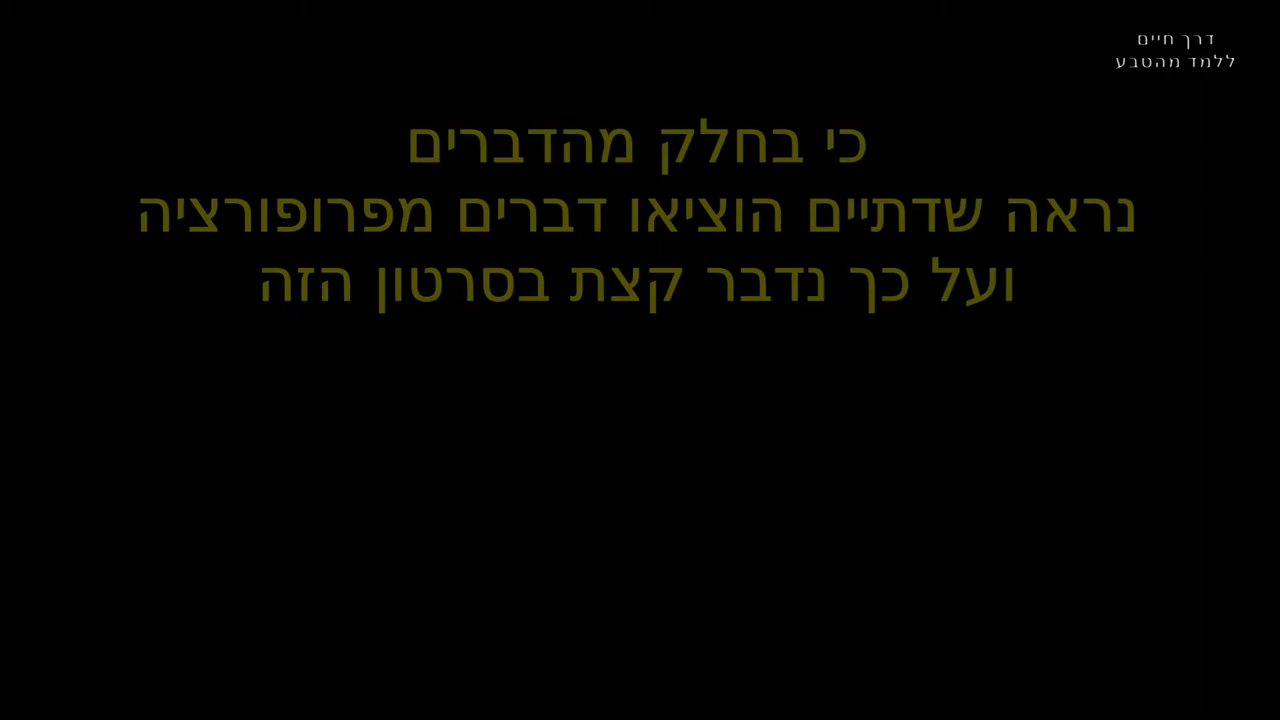 דרך חיים
ללמד מהטבע
כי בחלק מהדברים
נראה שדתיים הוציאו דברים מפרופורציה
ועל כך נדבר קצת בסרטון הזה